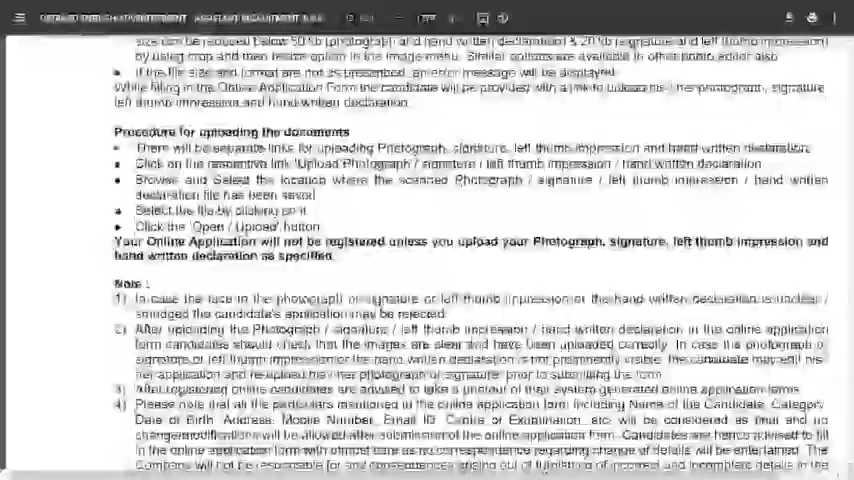 size can be reduced below 50 kb (photograph) and hand written declaration) & 20 kb (signature and left thumb impression)
by using crop and then resize option in the image menu. Similar options are available in other photo editor also
• If the file size and format are not as prescribed, an error message will be displayed.
While filling in the Online Application Form the candidate will be provided with a link to upload his / her photograph, signature
left thumb impression and hand written declaration
Procedure for uploading the documents
• There will be separate links for uploading Photograph, signature, left thumb impression and hand written declaration
• Click on the respective link 'Upload Photograph / signature / left thumb impression / hand written declaration
• Browse and Select the location where the scanned Photograph / signature / left thumb impression / hand written
declaration file has been saved
• Select the file by clicking on it
• Click the 'Open / Upload' button
Your Online Application will not be registered unless you upload your Photograph, signature, left thumb impression and
hand written declaration as specified.
Note :
1) In case the face in the photograph or signature or left thumb impression or the hand written declaration is unclear /
smudged the candidate's application may be rejected
2) After uploading the Photograph / signature / left thumb impression / hand written declaration in the online application
form candidates should check that the images are clear and have been uploaded correctly. In case the photograph or
signature or left thumb impression or the hand written declaration is not prominently visible, the candidate may edit his-
her application and re-upload his / her photograph or signature, prior to submitting the form
3) After registering online candidates are advised to take a printout of their system generated online application forms
4) Please note that all the particulars mentioned in the online application form including Name of the Candidate, Category
Date of Birth, Address, Mobile Number, Email ID, Centre of Examination, etc. will be considered as final and no
change/modifications will be allowed after submission of the online application form. Candidates are hence advised to fill
in the online application form with utmost care as no correspondence regarding change of details will be entertained. The
Company will not be responsible for any consequences arising out of furnishing of incorrect and incomplete details in the